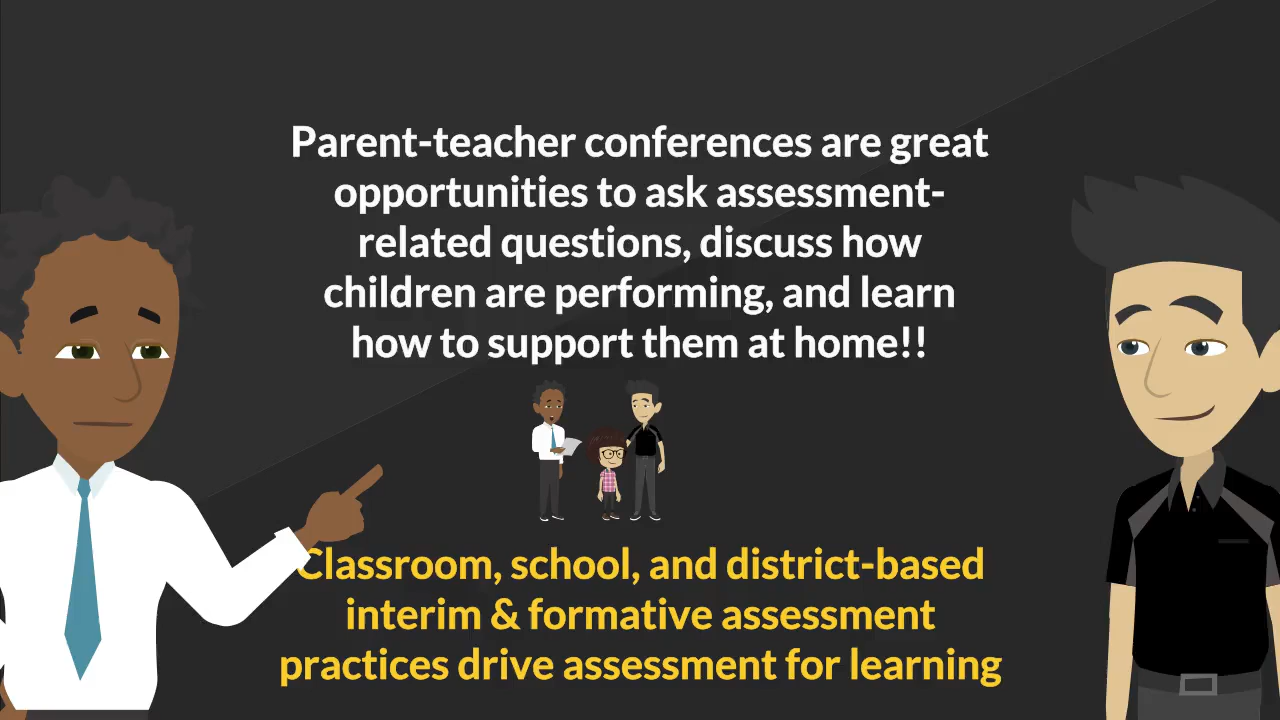 Parent-teacher conferences are great
opportunities to ask assessment-
related questions, discuss how
children are performing, and learn
how to support them at home!!
Classroom, school, and district-based
interim & formative assessment
practices drive assessment for learning